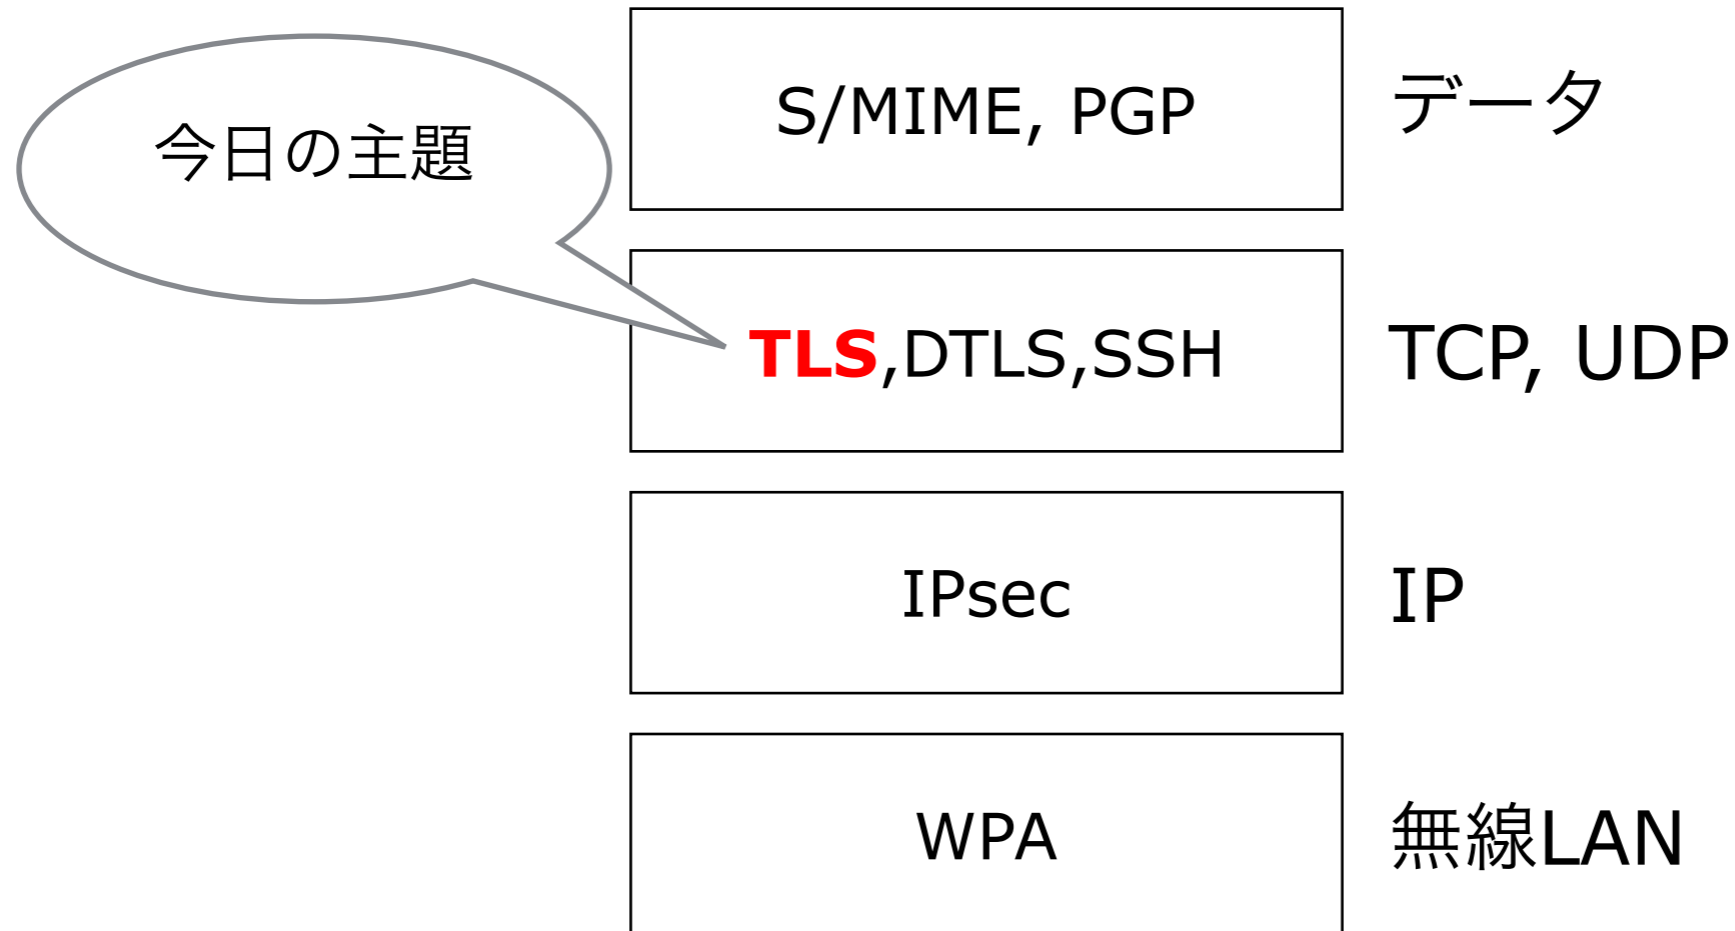 今日の主題
S/MIME, PGP
データ
TLS,DTLS,SSH
TCP, UDP
IPsec
IP
WPA
無線LAN